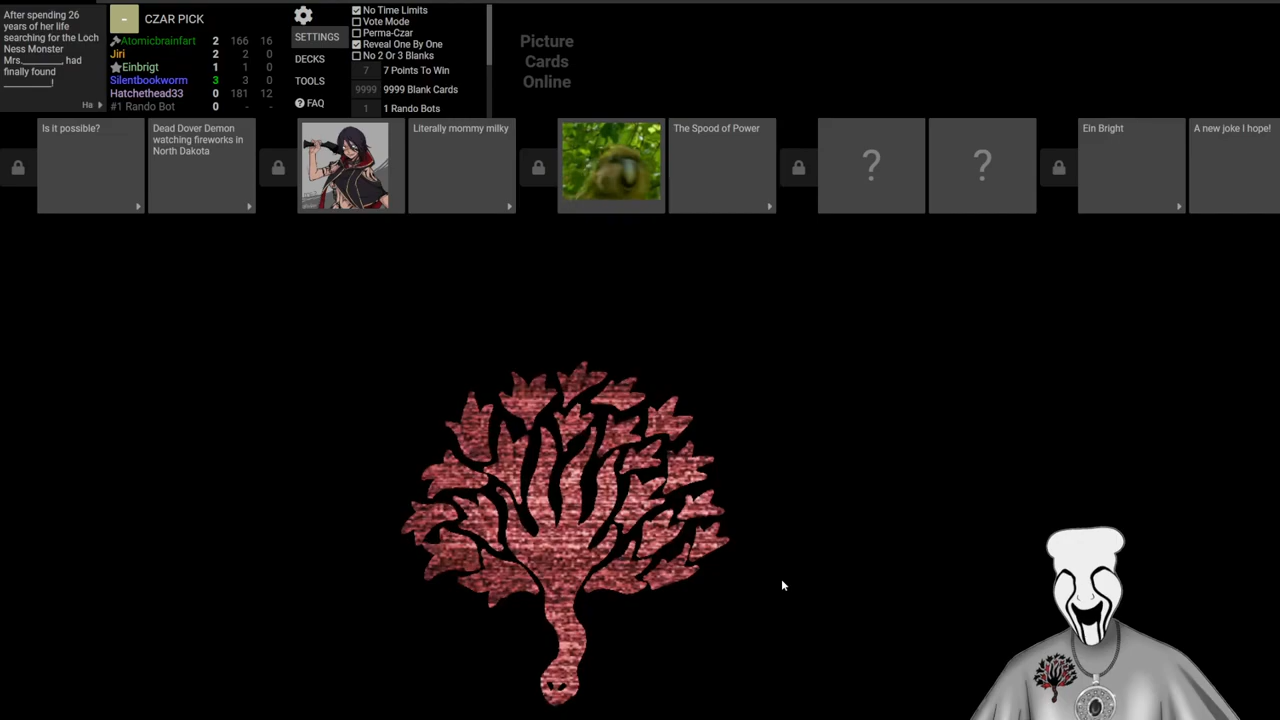 After spending 26
years of her life
searching for the Loch
Ness Monster
Mrs.________, had
finally found
__________!
Ha
-
CZAR PICK
Atomicbrainfart 2 166 16
Jiri 2 2 0
Einbrigt 1 1 0
Silentbookworm 3 3 0
Hatchethead33 0 181 12
#1 Rando Bot 0 - -
SETTINGS
DECKS
TOOLS
? FAQ
No Time Limits
Vote Mode
Perma-Czar
Reveal One By One
No 2 Or 3 Blanks
7 7 Points To Win
9999 9999 Blank Cards
1 1 Rando Bots
Picture
Cards
Online
Is it possible?
Dead Dover Demon
watching fireworks in
North Dakota
Literally mommy milky
The Spood of Power
?
?
Ein Bright
A new joke I hope!